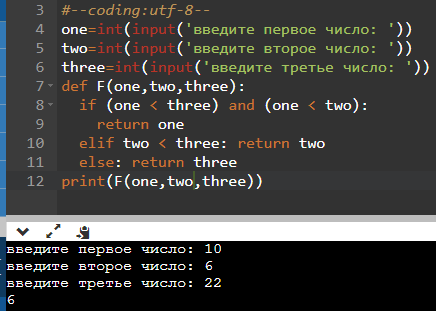 3 #--coding:utf-8--
4 one=int(input('введите первое число: '))
5 two=int(input('введите второе число: '))
6 three=int(input('введите третье число: '))
7 def F(one,two,three):
8 if (one < three) and (one < two):
9 return one
10 elif two < three: return two
11 else: return three
12 print(F(one,two,three))
введите первое число: 10
введите второе число: 6
введите третье число: 22
6